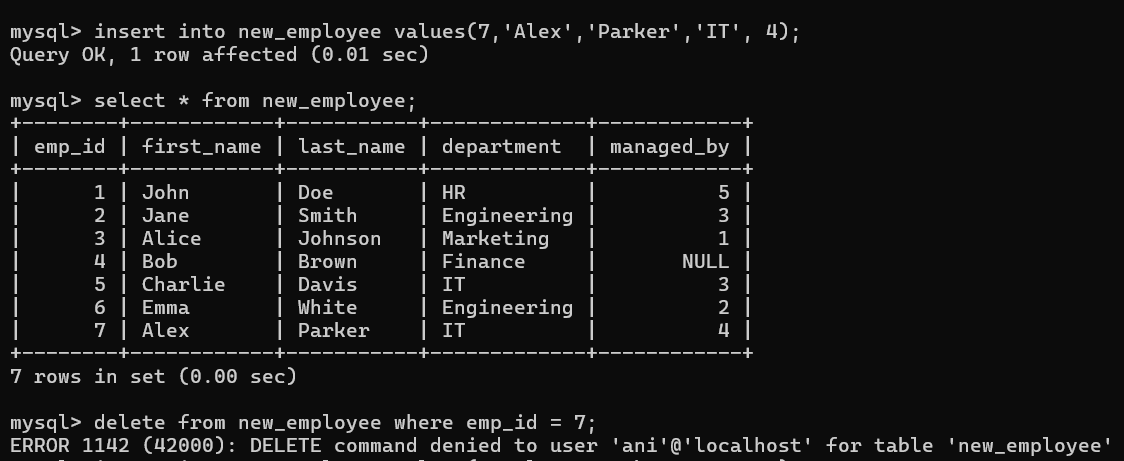 mysql> insert into new_employee values(7,'Alex','Parker','IT', 4);
Query OK, 1 row affected (0.01 sec)
mysql> select * from new_employee;
+--------+------------+-----------+-------------+------------+
| emp_id | first_name | last_name | department  | managed_by |
+--------+------------+-----------+-------------+------------+
|      1 | John       | Doe       | HR          |          5 |
|      2 | Jane       | Smith     | Engineering |          3 |
|      3 | Alice      | Johnson   | Marketing   |          1 |
|      4 | Bob        | Brown     | Finance     |       NULL |
|      5 | Charlie    | Davis     | IT          |          3 |
|      6 | Emma       | White     | Engineering |          2 |
|      7 | Alex       | Parker    | IT          |          4 |
+--------+------------+-----------+-------------+------------+
7 rows in set (0.00 sec)
mysql> delete from new_employee where emp_id = 7;
ERROR 1142 (42000): DELETE command denied to user 'ani'@'localhost' for table 'new_employee'